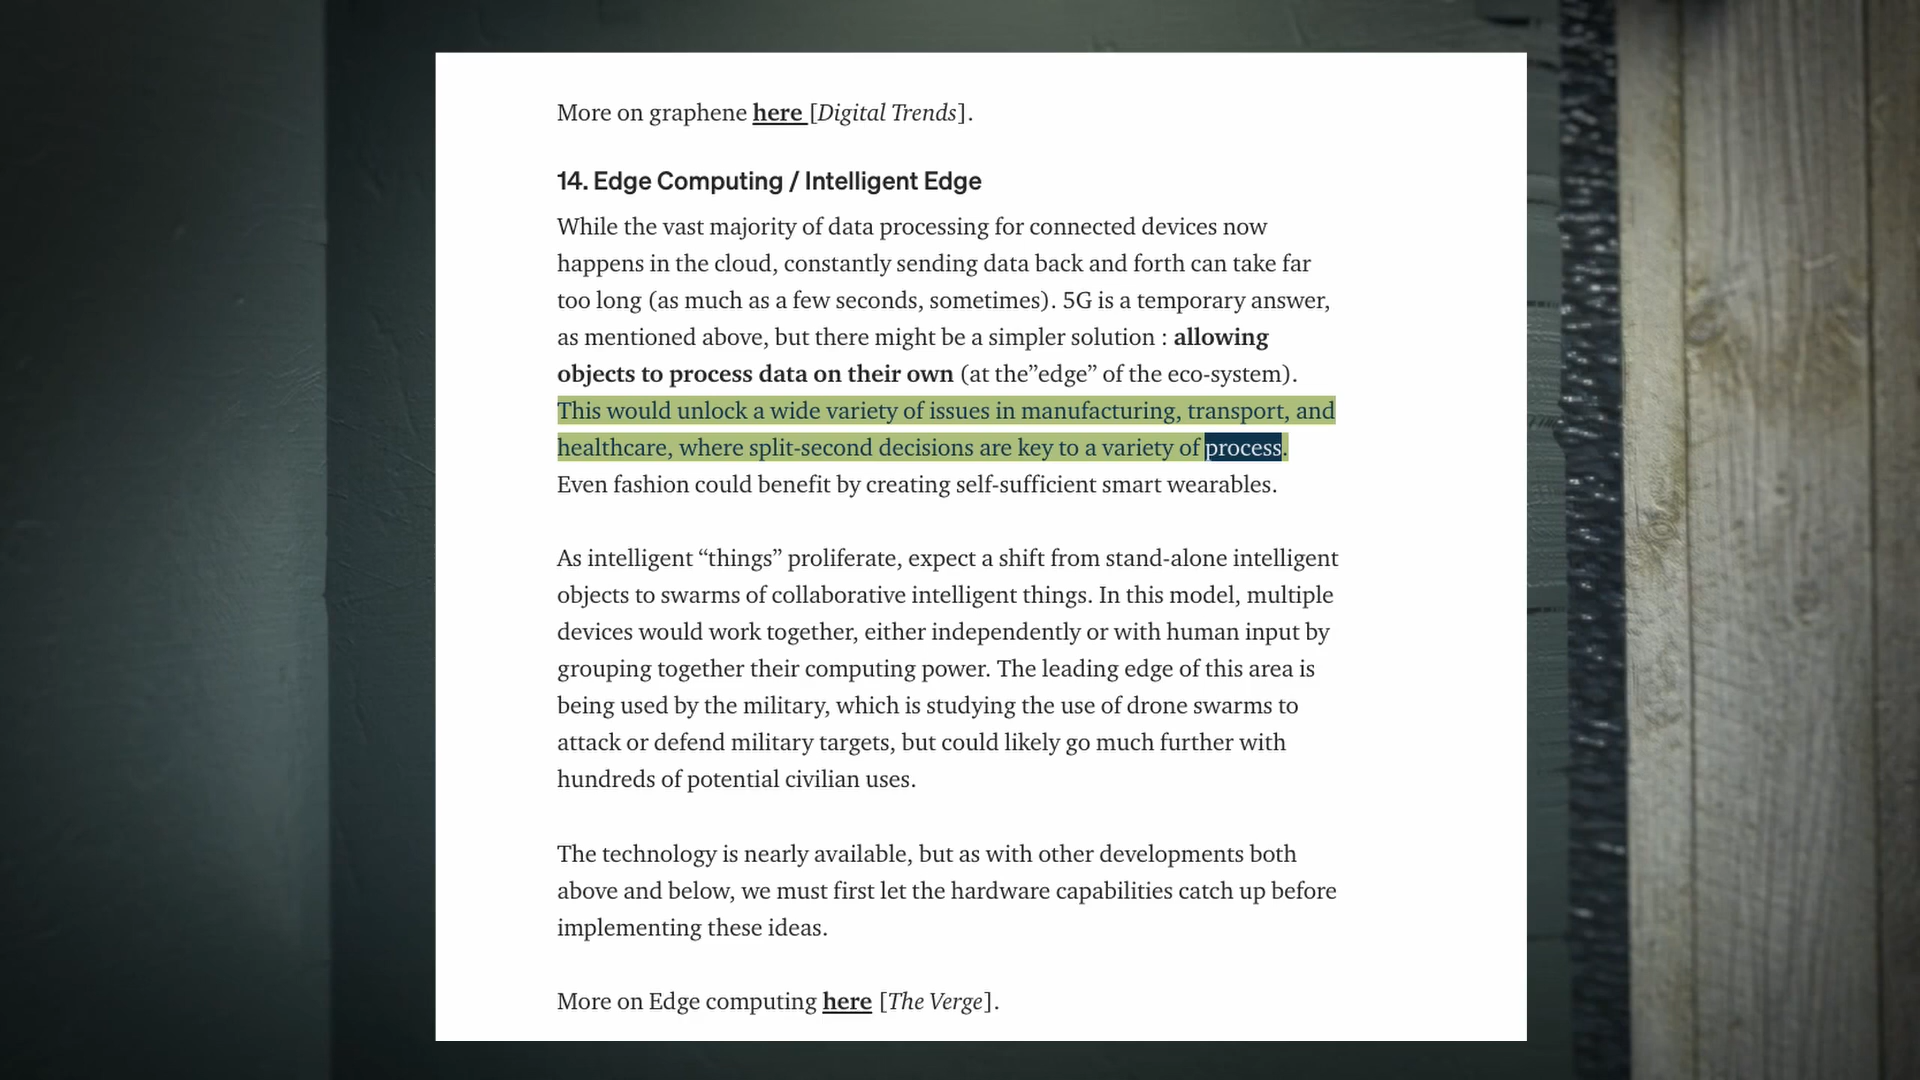 More on graphene here [Digital Trends].
14. Edge Computing / Intelligent Edge
While the vast majority of data processing for connected devices now
happens in the cloud, constantly sending data back and forth can take far
too long (as much as a few seconds, sometimes). 5G is a temporary answer,
as mentioned above, but there might be a simpler solution : allowing
objects to process data on their own (at the”edge” of the eco-system).
This would unlock a wide variety of issues in manufacturing, transport, and
healthcare, where split-second decisions are key to a variety of process.
Even fashion could benefit by creating self-sufficient smart wearables.
As intelligent “things” proliferate, expect a shift from stand-alone intelligent
objects to swarms of collaborative intelligent things. In this model, multiple
devices would work together, either independently or with human input by
grouping together their computing power. The leading edge of this area is
being used by the military, which is studying the use of drone swarms to
attack or defend military targets, but could likely go much further with
hundreds of potential civilian uses.
The technology is nearly available, but as with other developments both
above and below, we must first let the hardware capabilities catch up before
implementing these ideas.
More on Edge computing here [The Verge].